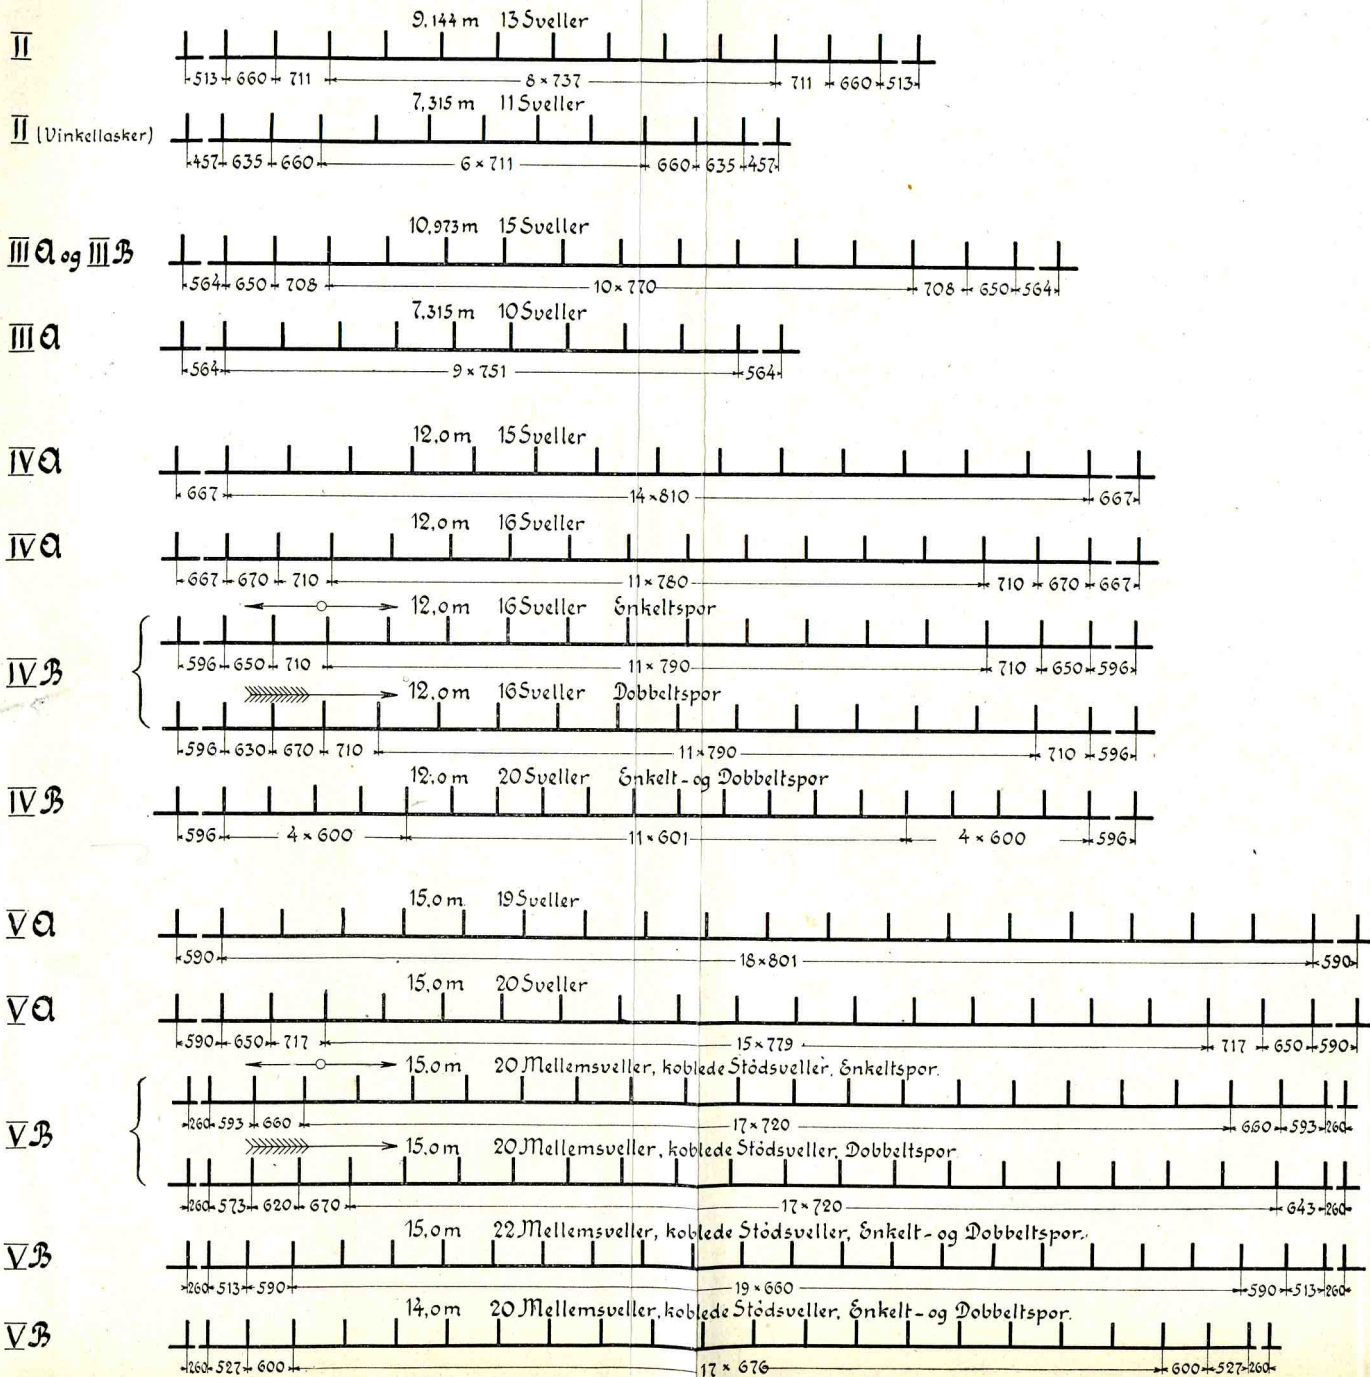 9,144 m 13 Sveller
II
513 660 711 8 × 737 711 660 513
7,315 m 11 Sveller
II (Vinkellasker)
457 635 660 6 × 711 660 635 457
10,973 m 15 Sveller
III A og III B
564 650 708 10 × 770 708 650 564
7,315 m 10 Sveller
III A
564 9 × 751 564
12,0 m 15 Sveller
IV A
667 14 × 810 667
12,0 m 16 Sveller
IV A
667 670 710 11 × 780 710 670 667
12,0 m 16 Sveller Enkeltspor
596 650 710 11 × 790 710 650 596
IV B
12,0 m 16 Sveller Dobbeltspor
596 630 670 710 11 × 790 710 596
12,0 m 20 Sveller Enkelt- og Dobbeltspor
IV B
596 4 × 600 11 × 601 4 × 600 596
15,0 m 19 Sveller
V A
590 18 × 801 590
15,0 m 20 Sveller
V A
590 650 717 15 × 779 717 650 590
15,0 m 20 Mellemsveller, koblede Stödsveller, Enkeltspor.
260 593 660 17 × 720 660 593 260
V B
15,0 m 20 Mellemsveller, koblede Stödsveller, Dobbeltspor
260 573 620 670 17 × 720 643 260
15,0 m 22 Mellemsveller, koblede Stödsveller, Enkelt- og Dobbeltspor.
V B
260 513 590 19 × 660 590 513 260
14,0 m 20 Mellemsveller, koblede Stödsveller, Enkelt- og Dobbeltspor.
V B
260 527 600 17 × 676 600 527 260